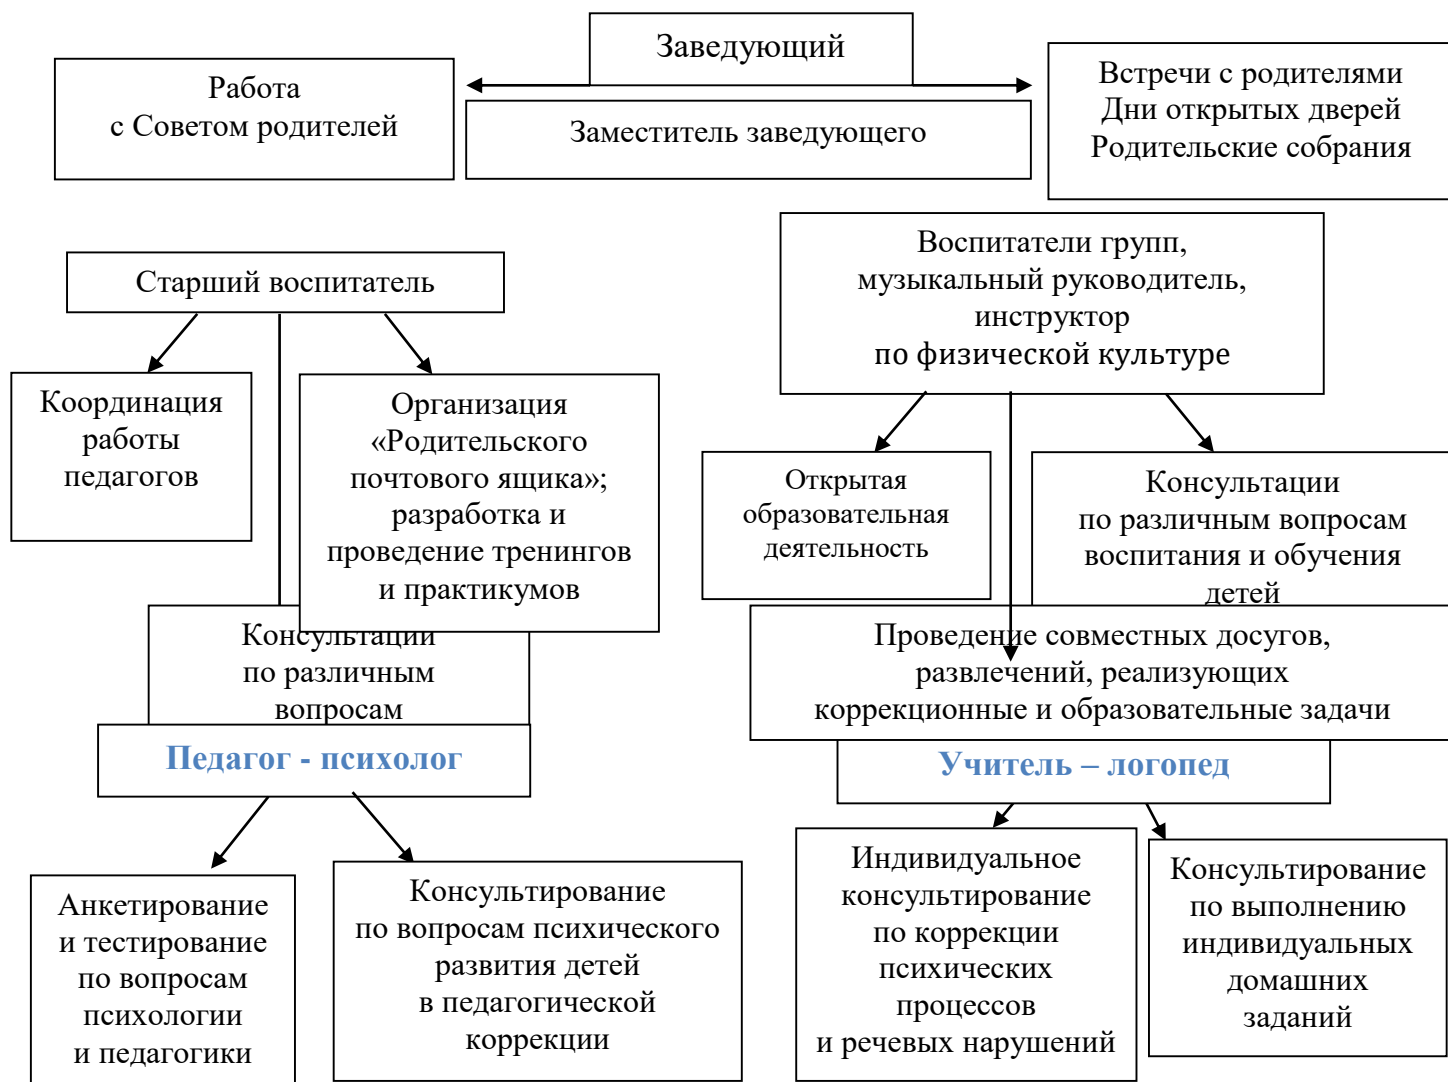 Заведующий
Работа
с Советом родителей
Заместитель заведующего
Встречи с родителями
Дни открытых дверей
Родительские собрания
Старший воспитатель
Воспитатели групп,
музыкальный руководитель,
инструктор
по физической культуре
Координация
работы
педагогов
Организация
«Родительского
почтового ящика»;
разработка и
проведение тренингов
и практикумов
Открытая
образовательная
деятельность
Консультации
по различным вопросам
воспитания и обучения
детей
Консультации
по различным
вопросам
Проведение совместных досугов,
развлечений, реализующих
коррекционные и образовательные задачи
Педагог - психолог
Учитель – логопед
Анкетирование
и тестирование
по вопросам
психологии
и педагогики
Консультирование
по вопросам психического
развития детей
в педагогической
коррекции
Индивидуальное
консультирование
по коррекции
психических
процессов
и речевых нарушений
Консультирование
по выполнению
индивидуальных
домашних
заданий